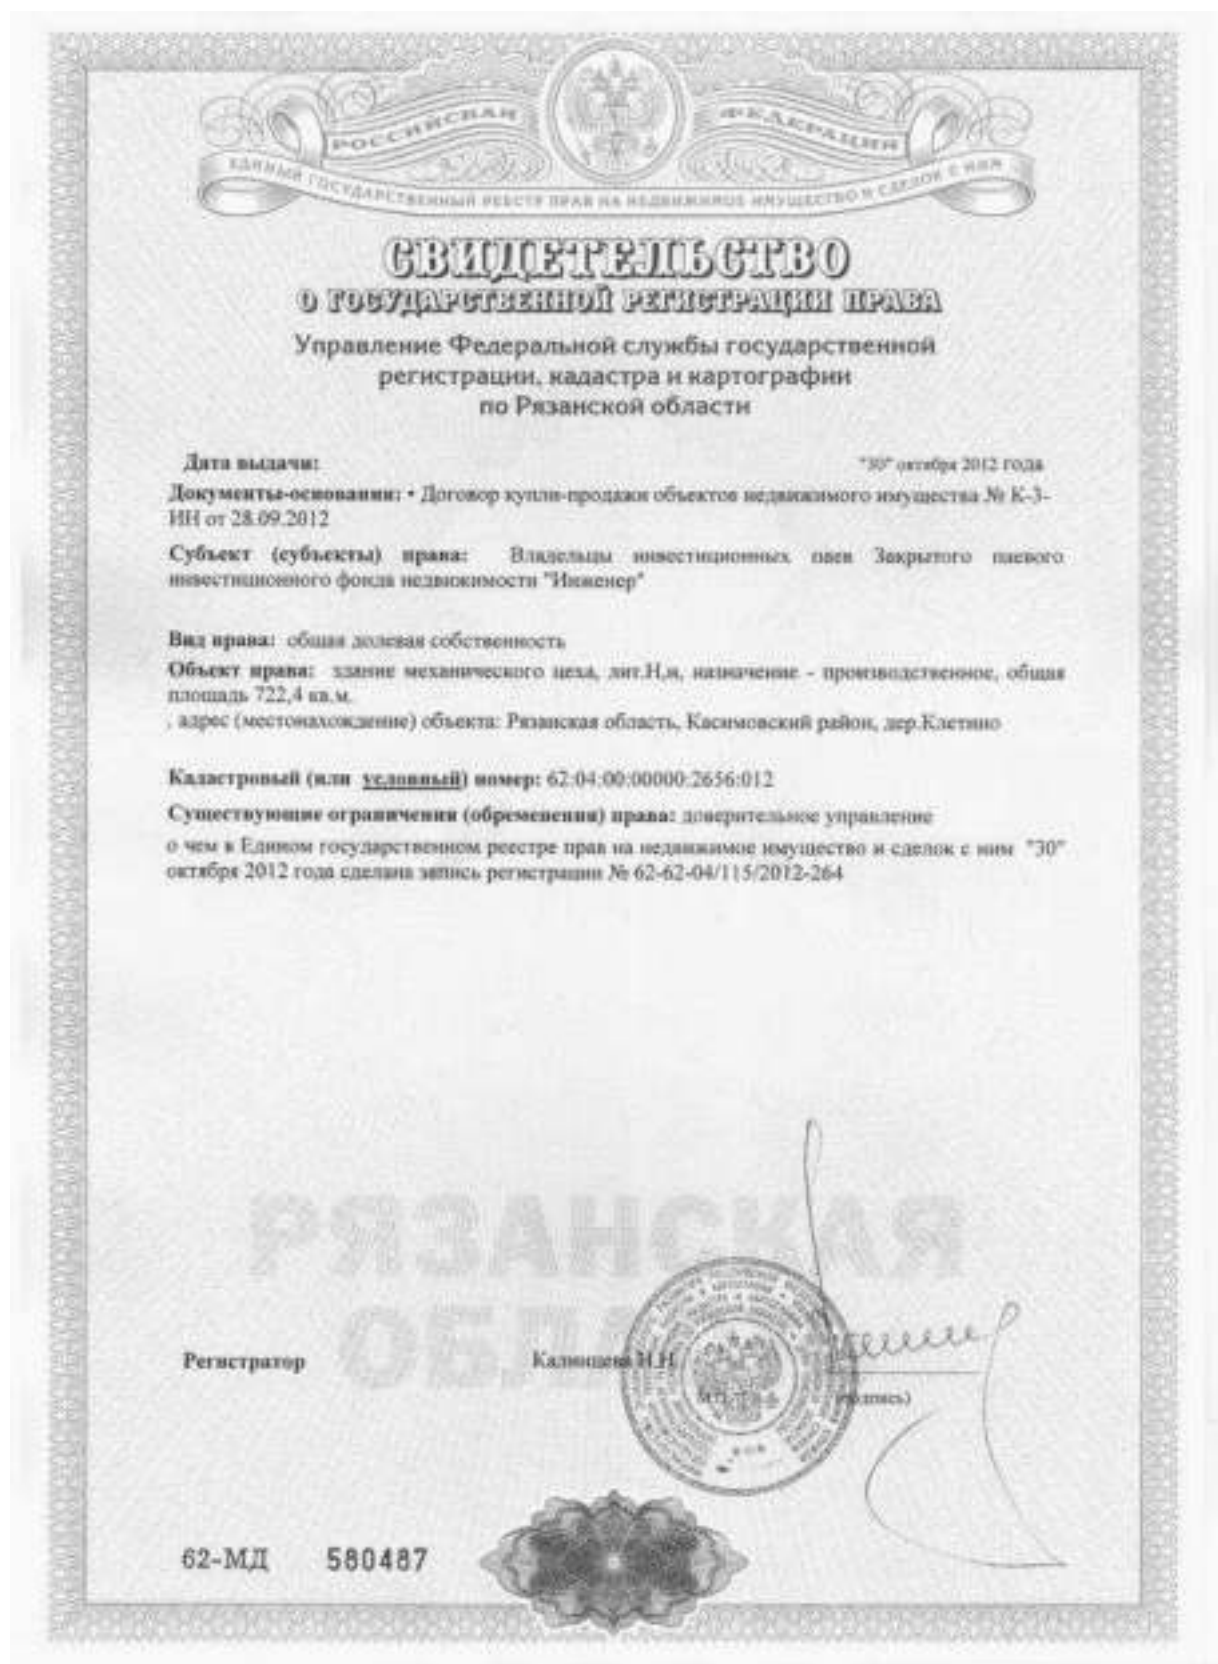 РОССИЙСКАЯ ФЕДЕРАЦИЯ
ЕДИНЫЙ ГОСУДАРСТВЕННЫЙ РЕЕСТР ПРАВ НА НЕДВИЖИМОЕ ИМУЩЕСТВО И СДЕЛОК С НИМ
СВИДЕТЕЛЬСТВО
О ГОСУДАРСТВЕННОЙ РЕГИСТРАЦИИ ПРАВА
Управление Федеральной службы государственной
регистрации, кадастра и картографии
по Рязанской области
Дата выдачи: "30" октября 2012 года
Документы-основания: • Договор купли-продажи объектов недвижимого имущества № К-3-
ИН от 28.09.2012
Субъект (субъекты) права: Владельцы инвестиционных паев Закрытого паевого
инвестиционного фонда недвижимости "Инженер"
Вид права: общая долевая собственность
Объект права: здание механического цеха, лит.Н,н, назначение - производственное, общая
площадь 722,4 кв.м.
, адрес (местонахождение) объекта: Рязанская область, Касимовский район, дер.Клетино
Кадастровый (или условный) номер: 62:04:00:00000:2656:012
Существующие ограничения (обременения) права: доверительное управление
о чем в Едином государственном реестре прав на недвижимое имущество и сделок с ним "30"
октября 2012 года сделана запись регистрации № 62-62-04/115/2012-264
РЯЗАНСКАЯ
Регистратор Калинцева Н.Н.
М.П. (подпись)
62-МД 580487